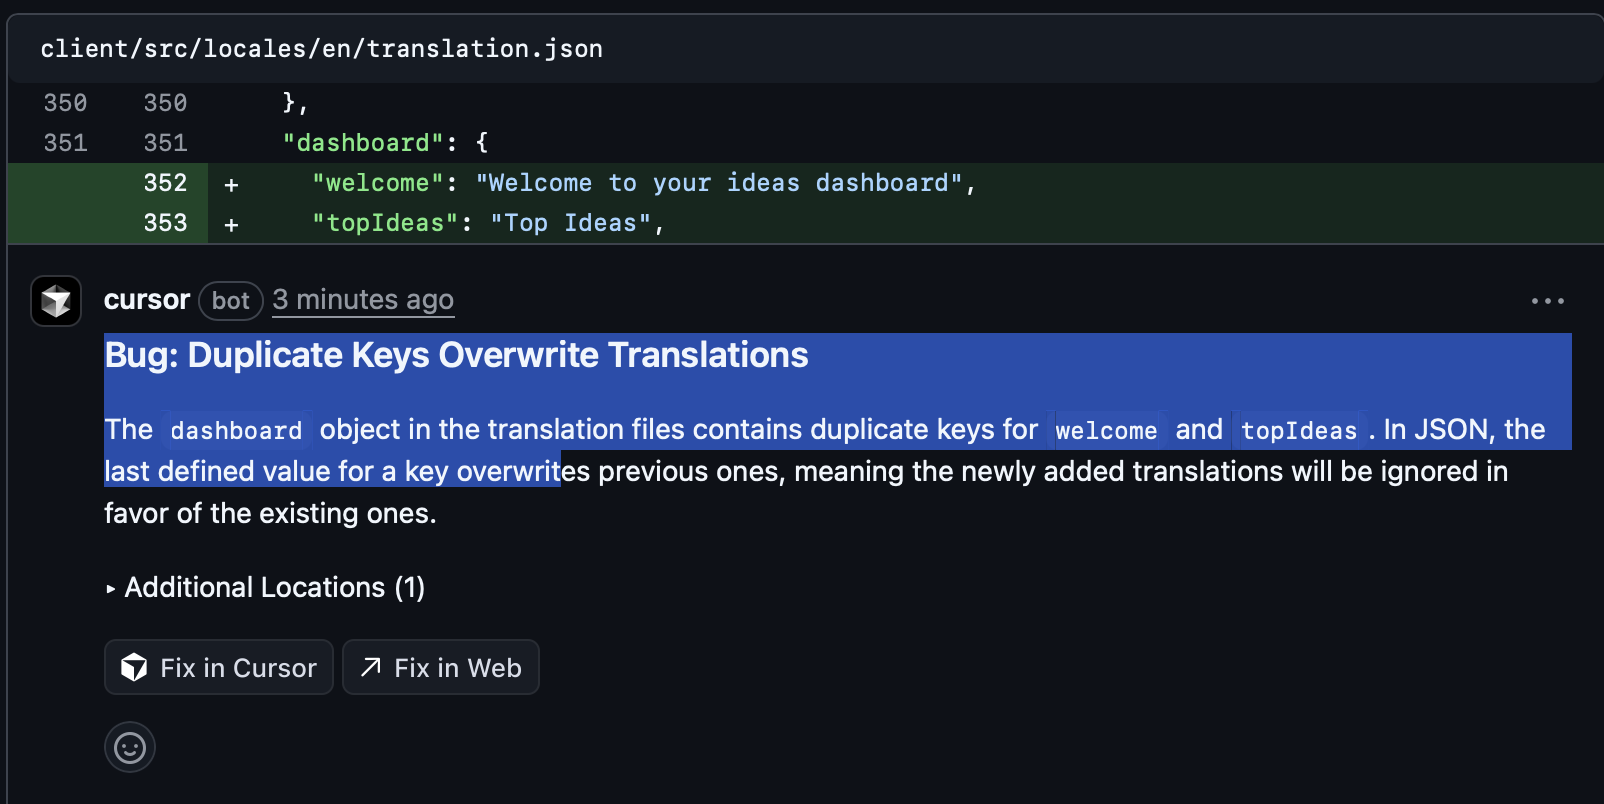 client/src/locales/en/translation.json
350 350 },
351 351 "dashboard": {
352 + "welcome": "Welcome to your ideas dashboard",
353 + "topIdeas": "Top Ideas",
cursor bot 3 minutes ago
Bug: Duplicate Keys Overwrite Translations
The dashboard object in the translation files contains duplicate keys for welcome and topIdeas. In JSON, the
last defined value for a key overwrites previous ones, meaning the newly added translations will be ignored in
favor of the existing ones.
Additional Locations (1)
Fix in Cursor Fix in Web